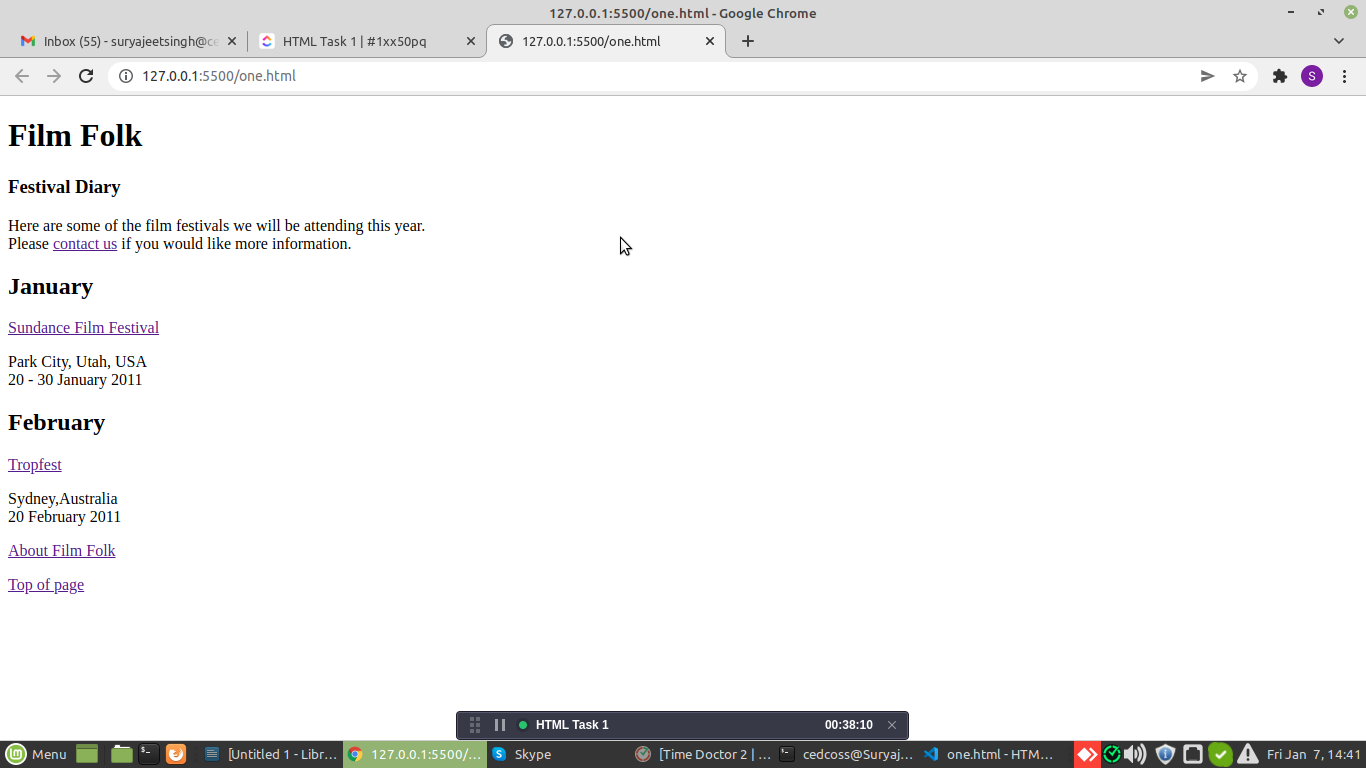 127.0.0.1:5500/one.html - Google Chrome
Inbox (55) - suryajeetsingh@ce
HTML Task 1 | #1xx50pq
127.0.0.1:5500/one.html
127.0.0.1:5500/one.html
S
Film Folk
Festival Diary
Here are some of the film festivals we will be attending this year.
Please contact us if you would like more information.
January
Sundance Film Festival
Park City, Utah, USA
20 - 30 January 2011
February
Tropfest
Sydney,Australia
20 February 2011
About Film Folk
Top of page
HTML Task 1 00:38:10
Menu
[Untitled 1 - Libr...
127.0.0.1:5500/...
Skype
[Time Doctor 2 | ...
cedcoss@Suryaj...
one.html - HTM...
Fri Jan 7, 14:41